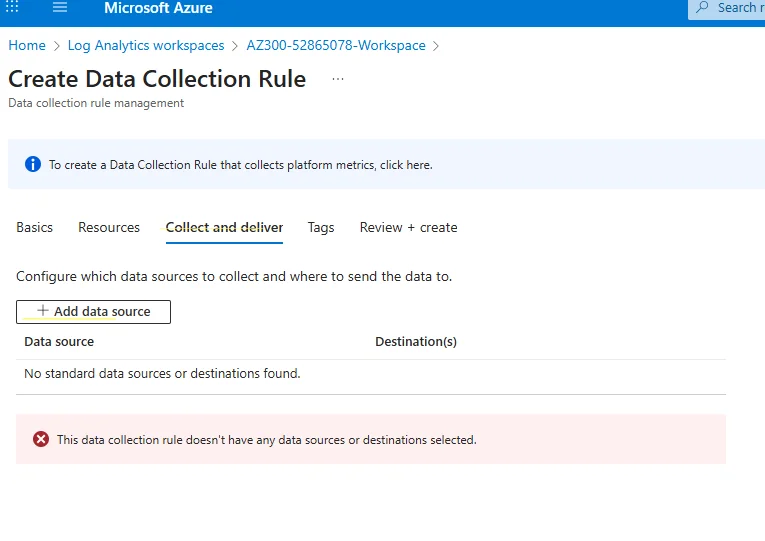 Microsoft Azure
Search r
Home > Log Analytics workspaces > AZ300-52865078-Workspace >
Create Data Collection Rule ...
Data collection rule management
To create a Data Collection Rule that collects platform metrics, click here.
Basics Resources Collect and deliver Tags Review + create
Configure which data sources to collect and where to send the data to.
+ Add data source
Data source Destination(s)
No standard data sources or destinations found.
This data collection rule doesn't have any data sources or destinations selected.